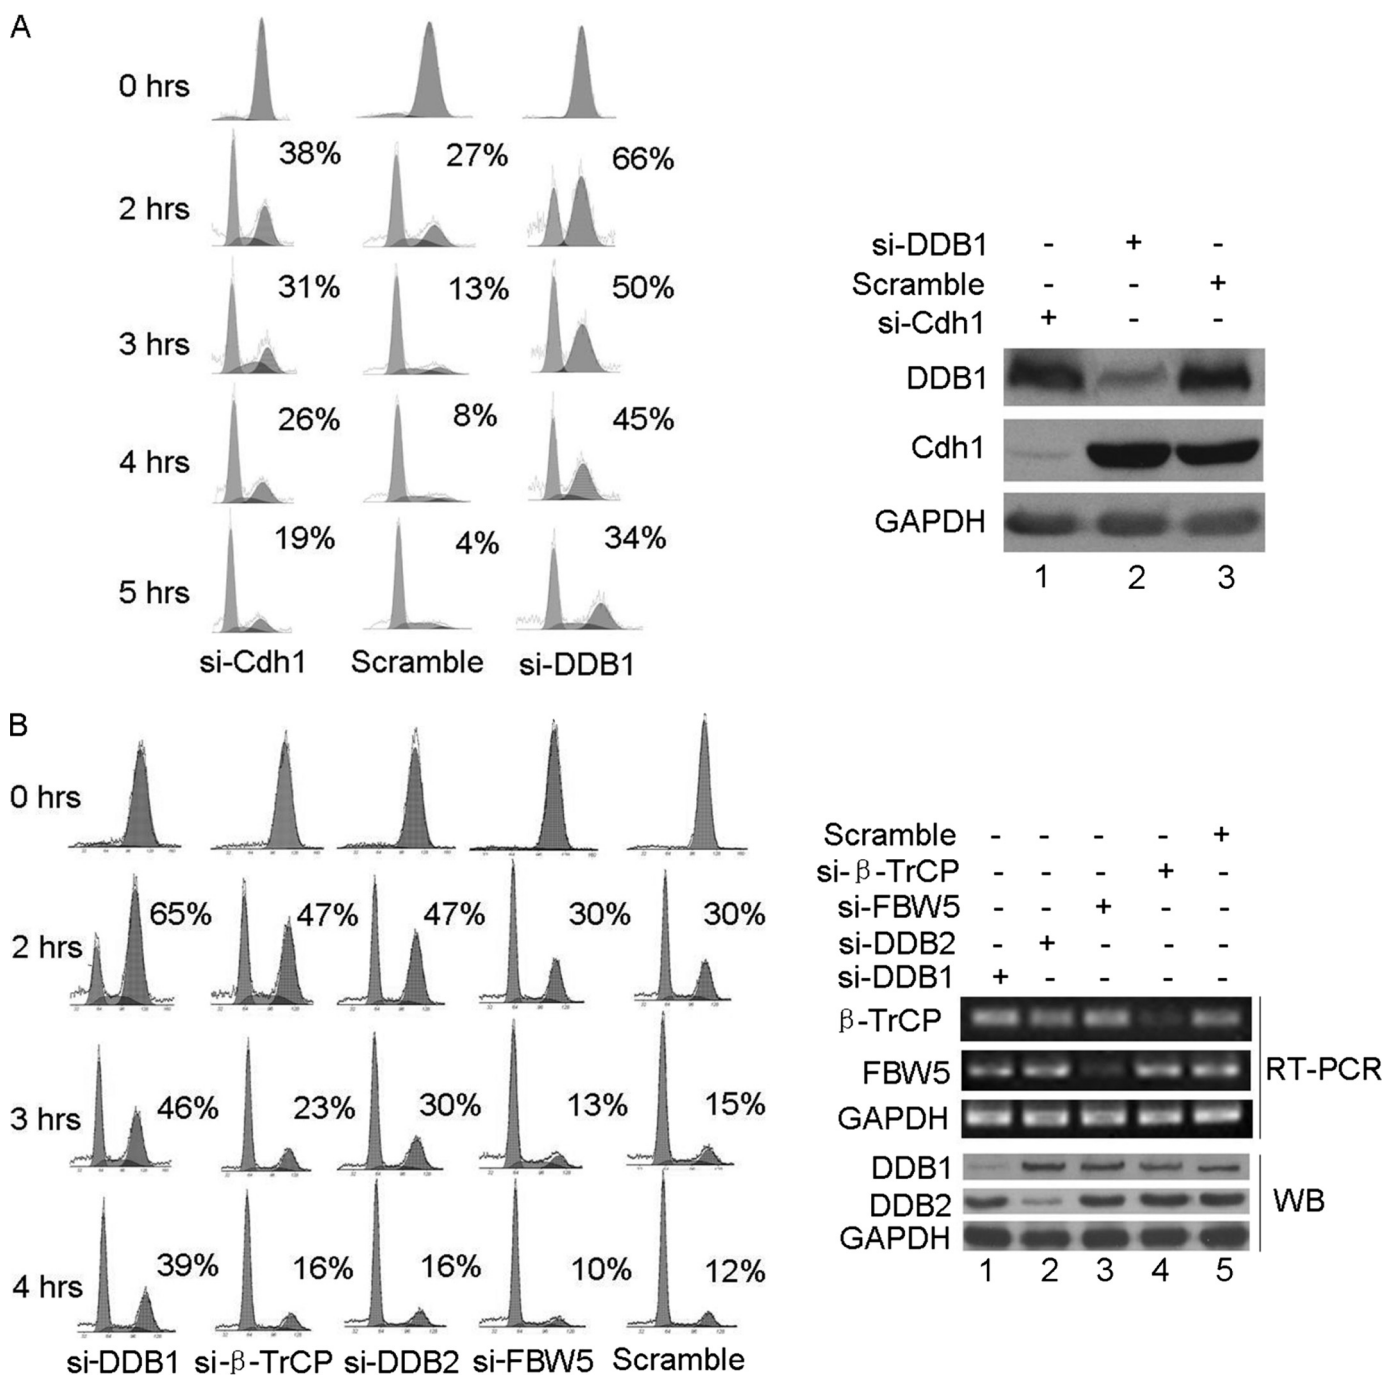 A
0 hrs
38% 27% 66%
2 hrs
31% 13% 50%
3 hrs
26% 8% 45%
4 hrs
19% 4% 34%
5 hrs
si-Cdh1 Scramble si-DDB1
si-DDB1 - + -
Scramble - - +
si-Cdh1 + - -
DDB1
Cdh1
GAPDH
1 2 3
B
0 hrs
65% 47% 47% 30% 30%
2 hrs
46% 23% 30% 13% 15%
3 hrs
39% 16% 16% 10% 12%
4 hrs
si-DDB1 si-β-TrCP si-DDB2 si-FBW5 Scramble
Scramble - - - - +
si-β-TrCP - - - + -
si-FBW5 - - + - -
si-DDB2 - + - - -
si-DDB1 + - - - -
β-TrCP
FBW5
GAPDH
RT-PCR
DDB1
DDB2
GAPDH
WB
1 2 3 4 5